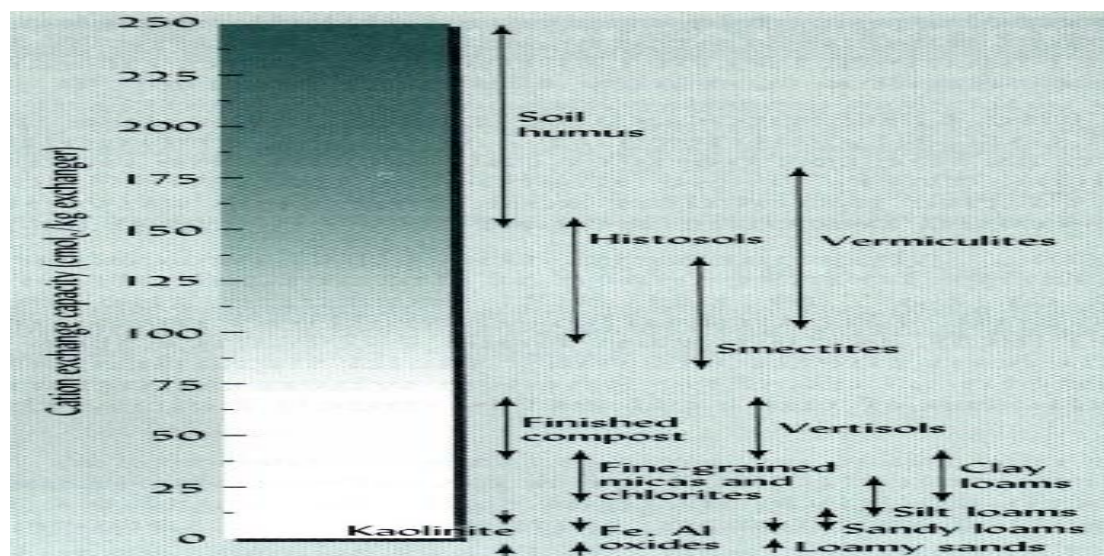 Cation exchange capacity (cmolc/kg exchanger)
250
225
200
175
150
125
100
75
50
25
0
Soil
humus
Histosols
Vermiculites
Smectites
Finished
compost
Vertisols
Fine-grained
micas and
chlorites
Clay
loams
Silt loams
Kaolinite
Fe, Al
oxides
Sandy loams
Loamy sands